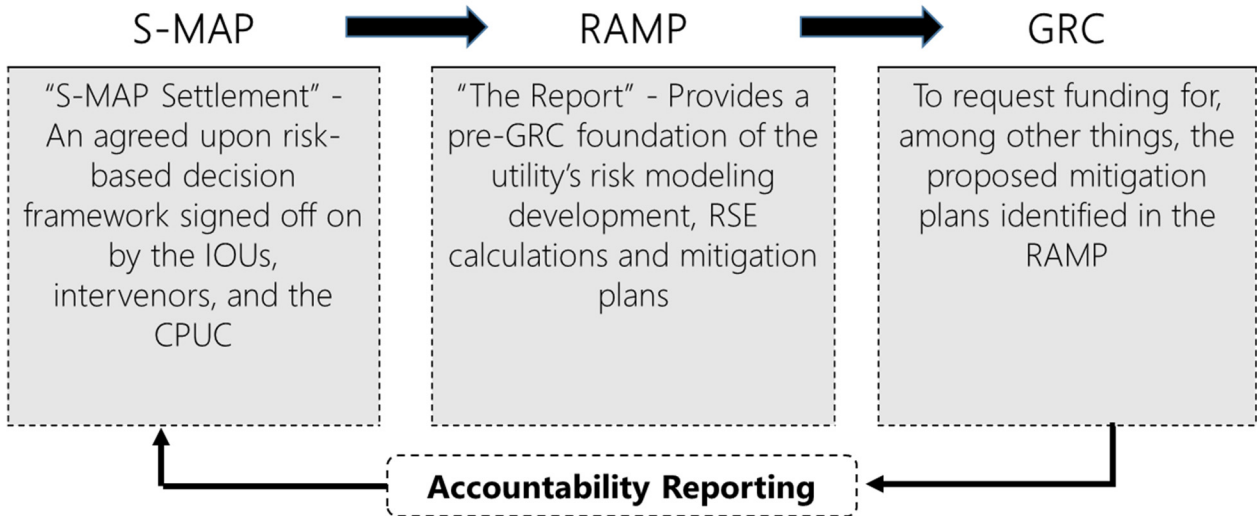 S-MAP
RAMP
GRC
“S-MAP Settlement” -
An agreed upon risk-
based decision
framework signed off on
by the IOUs,
intervenors, and the
CPUC
“The Report” - Provides a
pre-GRC foundation of the
utility’s risk modeling
development, RSE
calculations and mitigation
plans
To request funding for,
among other things, the
proposed mitigation
plans identified in the
RAMP
Accountability Reporting